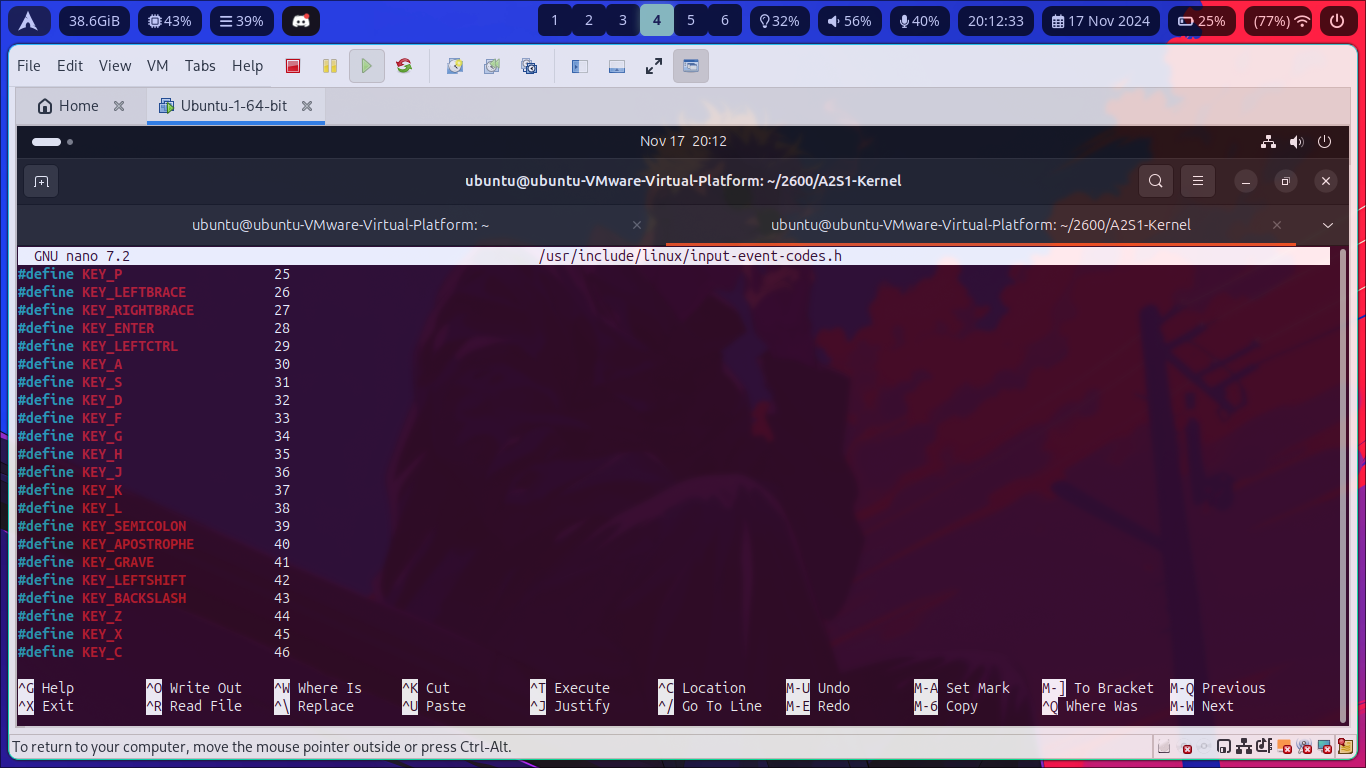 38.6GiB 43% 39% 1 2 3 4 5 6 32% 56% 40% 20:12:33 17 Nov 2024 25% (77%)
File Edit View VM Tabs Help
Home Ubuntu-1-64-bit
Nov 17 20:12
ubuntu@ubuntu-VMware-Virtual-Platform: ~/2600/A2S1-Kernel
ubuntu@ubuntu-VMware-Virtual-Platform: ~ ubuntu@ubuntu-VMware-Virtual-Platform: ~/2600/A2S1-Kernel
GNU nano 7.2 /usr/include/linux/input-event-codes.h
#define KEY_P 25
#define KEY_LEFTBRACE 26
#define KEY_RIGHTBRACE 27
#define KEY_ENTER 28
#define KEY_LEFTCTRL 29
#define KEY_A 30
#define KEY_S 31
#define KEY_D 32
#define KEY_F 33
#define KEY_G 34
#define KEY_H 35
#define KEY_J 36
#define KEY_K 37
#define KEY_L 38
#define KEY_SEMICOLON 39
#define KEY_APOSTROPHE 40
#define KEY_GRAVE 41
#define KEY_LEFTSHIFT 42
#define KEY_BACKSLASH 43
#define KEY_Z 44
#define KEY_X 45
#define KEY_C 46
^G Help ^O Write Out ^W Where Is ^K Cut ^T Execute ^C Location M-U Undo M-A Set Mark M-] To Bracket M-Q Previous
^X Exit ^R Read File ^\ Replace ^U Paste ^J Justify ^/ Go To Line M-E Redo M-6 Copy ^Q Where Was M-W Next
To return to your computer, move the mouse pointer outside or press Ctrl-Alt.